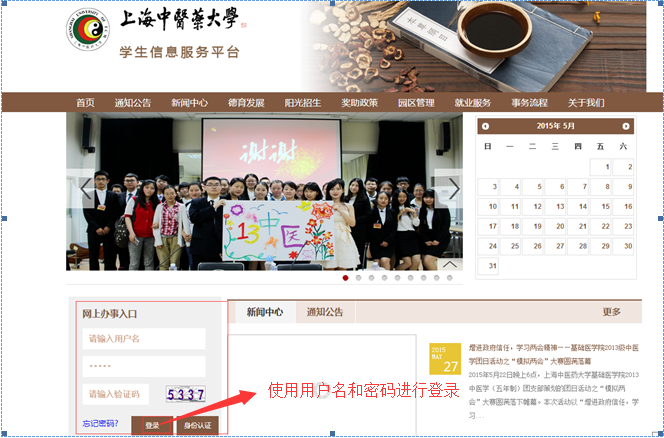 上海中醫藥大學
学生信息服务平台
首页 通知公告 新闻中心 德育发展 阳光招生 奖助政策 园区管理 就业服务 事务流程 关于我们
谢谢
13中医
2015年 5月
日 一 二 三 四 五 六
1 2
3 4 5 6 7 8 9
10 11 12 13 14 15 16
17 18 19 20 21 22 23
24 25 26 27 28 29 30
31
网上办事入口
请输入用户名
请输入验证码 5337
忘记密码? 登录 身份认证
使用用户名和密码进行登录
新闻中心 通知公告 更多
2015
MAY
27
增进政府信任，学习两会精神——基础医学院2013级中医
学团日活动之“模拟两会”大赛圆满落幕
2015年5月22日晚上6点，上海中医药大学基础医学院2013
中医学（五年制）团支部策划的团日活动之“模拟两
会”大赛圆满落下帷幕。本次活动以“增进政府信任，学
习...